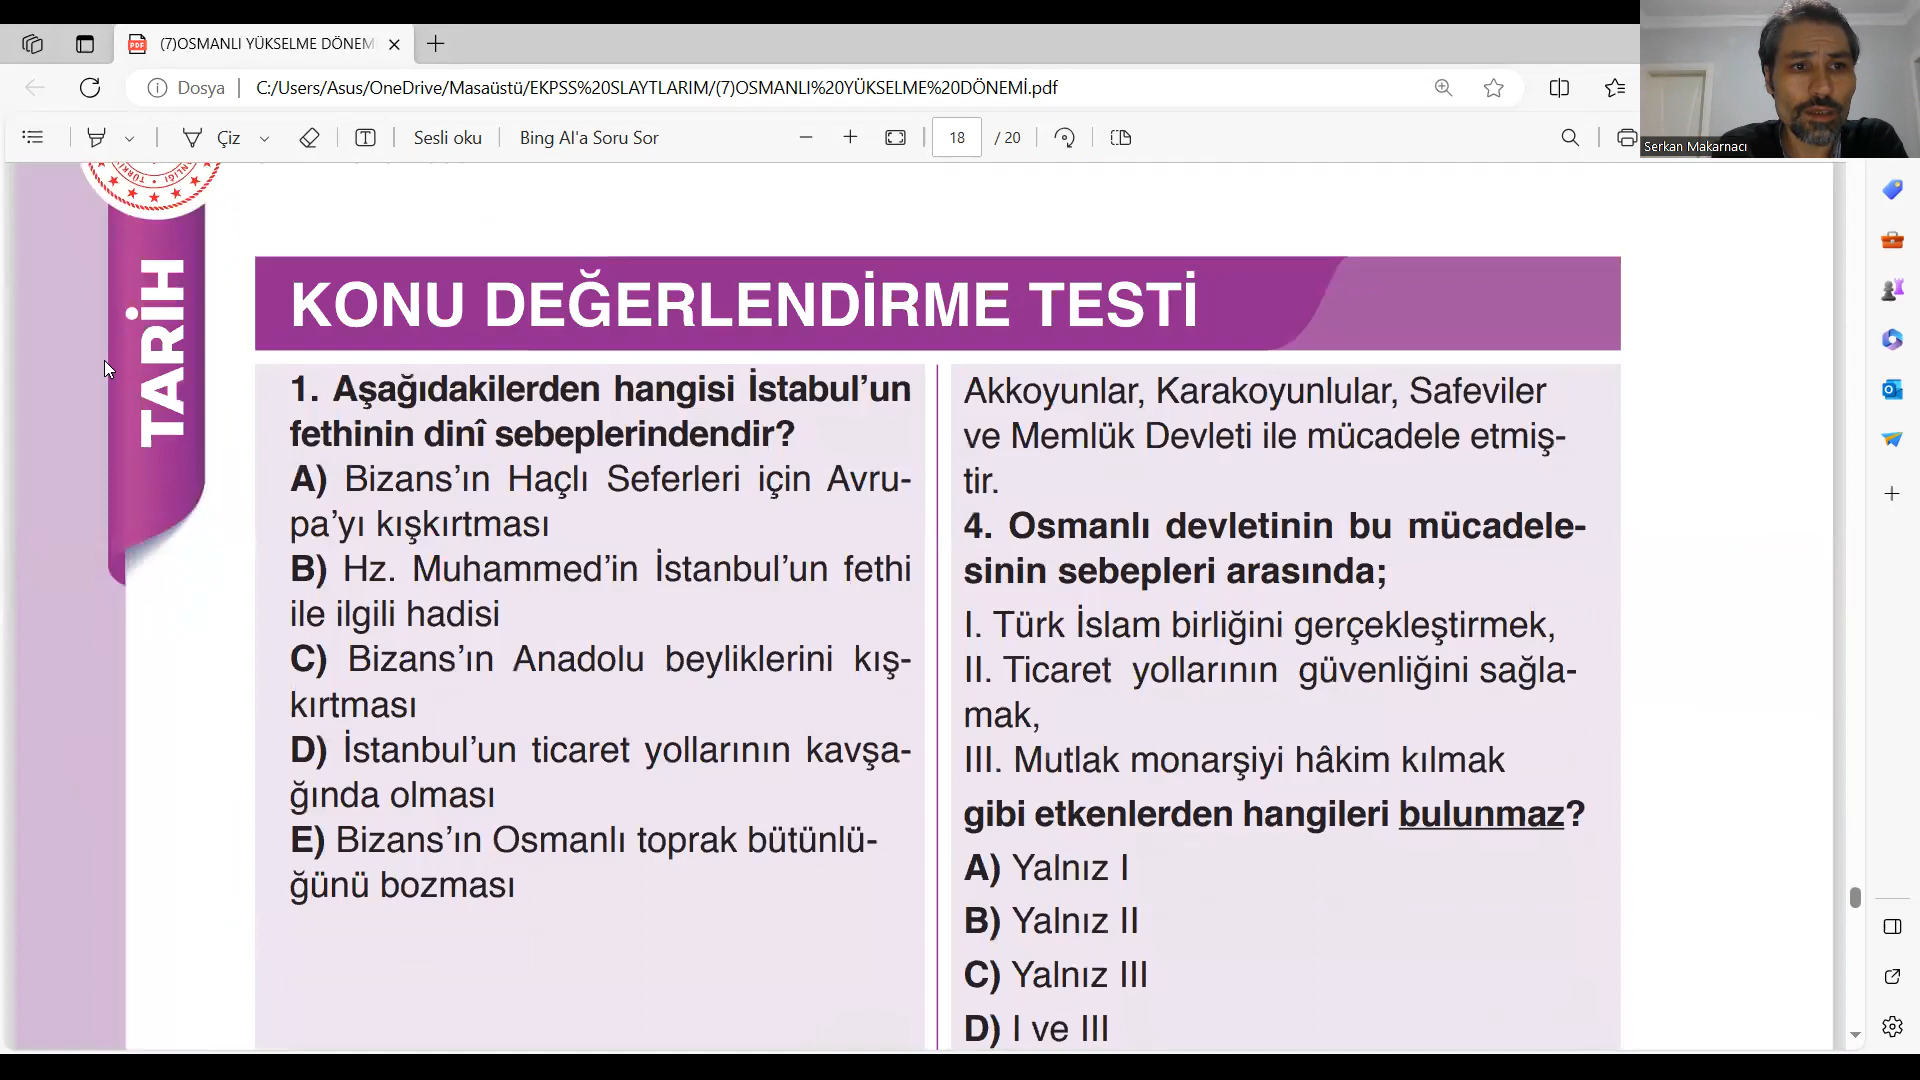 (7)OSMANLI YÜKSELME DÖNEM
Dosya
C:/Users/Asus/OneDrive/Masaüstü/EKPSS%20SLAYTLARIM/(7)OSMANLI%20YÜKSELME%20DÖNEMİ.pdf
Çiz
Sesli oku
Bing Al'a Soru Sor
18
/ 20
Serkan Makarnacı
TARİH
KONU DEĞERLENDİRME TESTİ
1. Aşağıdakilerden hangisi İstabul’un
fethinin dinî sebeplerindendir?
A) Bizans’ın Haçlı Seferleri için Avru-
pa’yı kışkırtması
B) Hz. Muhammed’in İstanbul’un fethi
ile ilgili hadisi
C) Bizans’ın Anadolu beyliklerini kış-
kırtması
D) İstanbul’un ticaret yollarının kavşa-
ğında olması
E) Bizans’ın Osmanlı toprak bütünlü-
ğünü bozması
Akkoyunlar, Karakoyunlular, Safeviler
ve Memlük Devleti ile mücadele etmiş-
tir.
4. Osmanlı devletinin bu mücadele-
sinin sebepleri arasında;
I. Türk İslam birliğini gerçekleştirmek,
II. Ticaret yollarının güvenliğini sağla-
mak,
III. Mutlak monarşiyi hâkim kılmak
gibi etkenlerden hangileri bulunmaz?
A) Yalnız I
B) Yalnız II
C) Yalnız III
D) I ve III